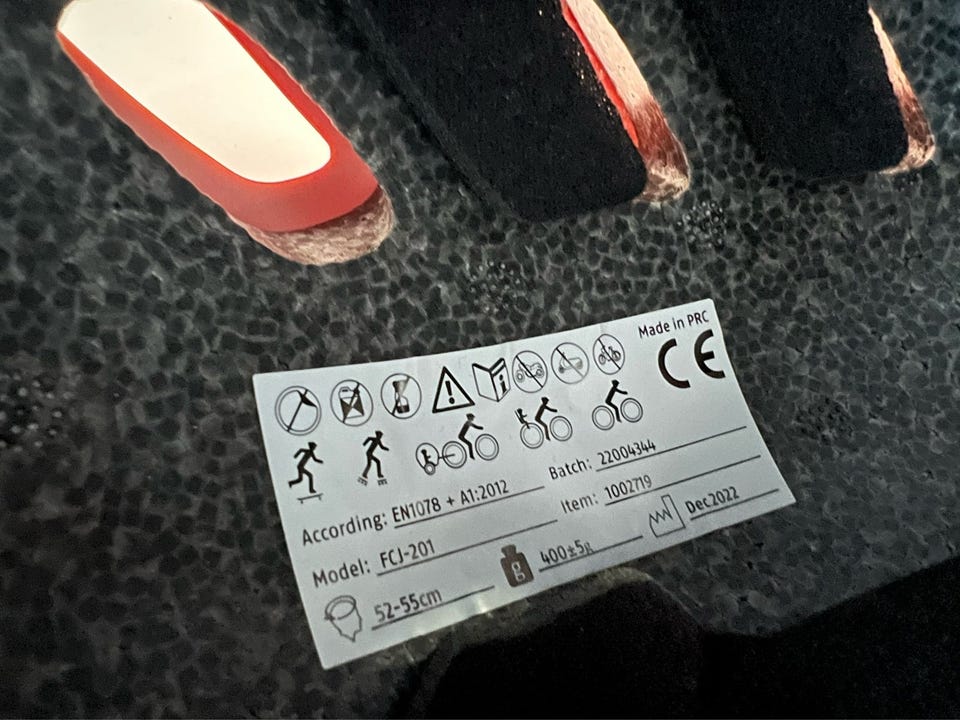 Made in PRC
CE
According: EN1078 + A1:2012
Batch: 22004344
Model: FCJ-201
Item: 1002719
52-55cm
g
400±5g
Dec2022